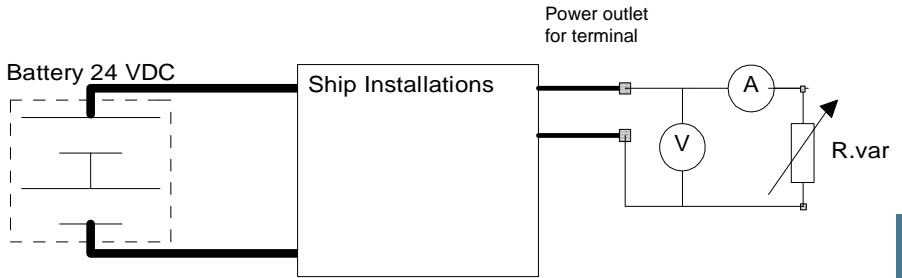 Power outlet
for terminal
Battery 24 VDC
Ship Installations
A
V
R.var